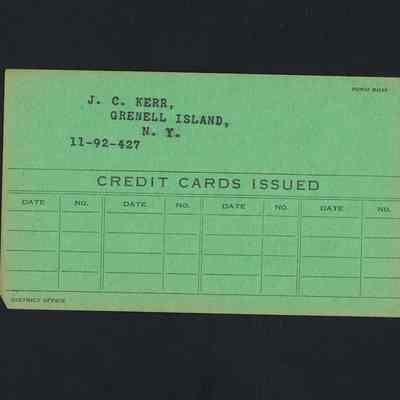 J. C. KERR,
GRENELL ISLAND,
N. Y.
11-92-427
CREDIT CARDS ISSUED
DATE NO. DATE NO. DATE NO. DATE NO.
DISTRICT OFFICE